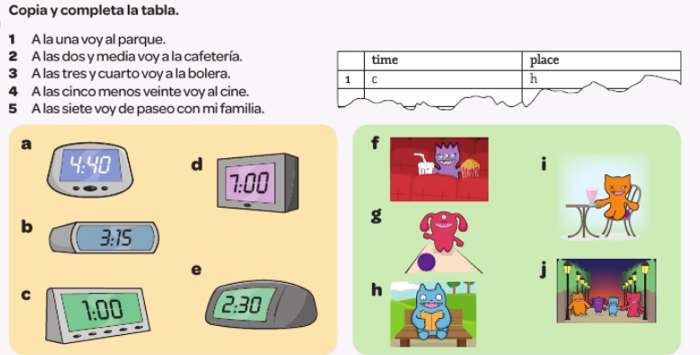 Copia y completa la tabla.
1 A la una voy al parque.
2 A las dos y media voy a la cafetería.
3 A las tres y cuarto voy a la bolera.
4 A las cinco menos veinte voy al cine.
5 A las siete voy de paseo con mi familia.
time place
1 c h
a 4:40
d 7:00
b 3:15
e 2:30
c 1:00
f
i
g
j
h